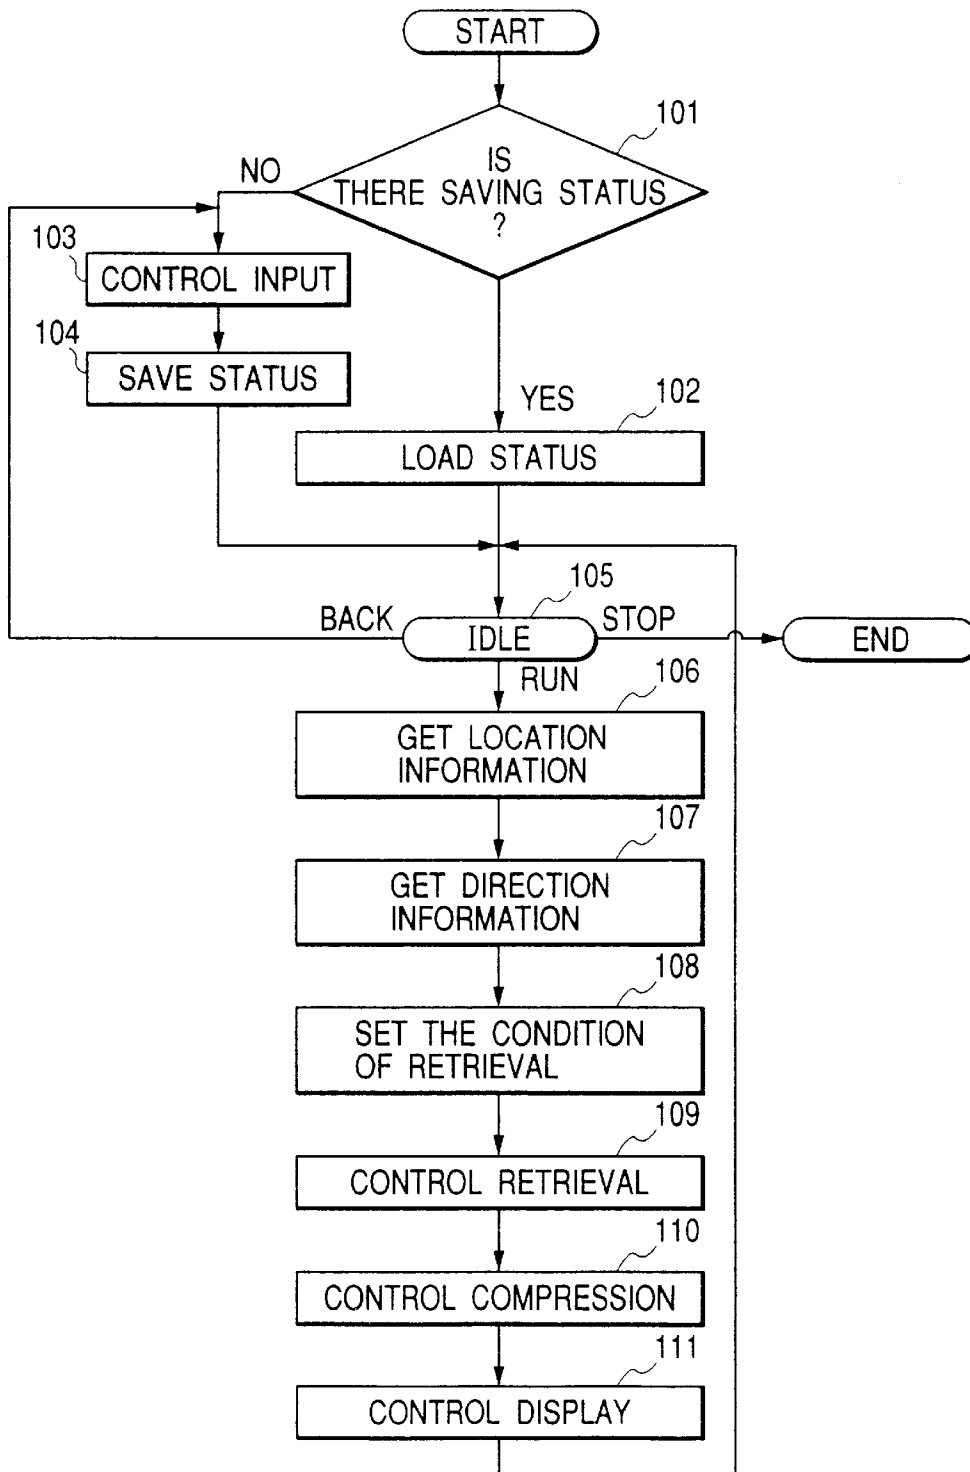 START
101
IS
THERE SAVING STATUS
?
NO
103
CONTROL INPUT
104
SAVE STATUS
YES
102
LOAD STATUS
105
BACK
IDLE
STOP
END
RUN
106
GET LOCATION
INFORMATION
107
GET DIRECTION
INFORMATION
108
SET THE CONDITION
OF RETRIEVAL
109
CONTROL RETRIEVAL
110
CONTROL COMPRESSION
111
CONTROL DISPLAY